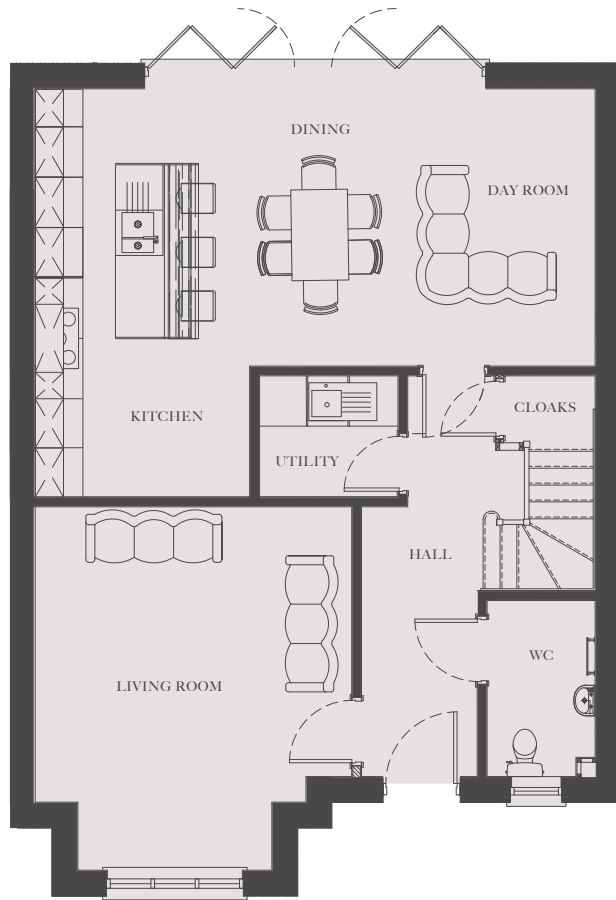 DINING
DAY ROOM
KITCHEN
CLOAKS
UTILITY
HALL
WC
LIVING ROOM